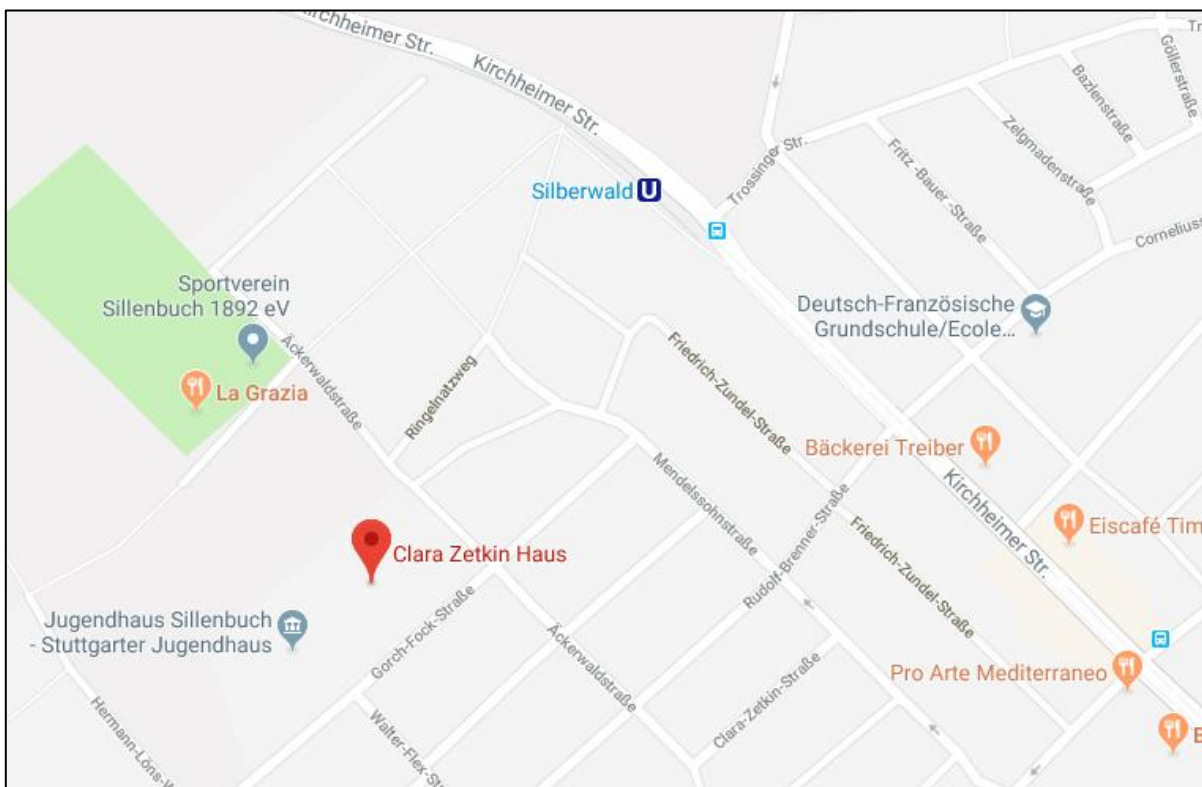 Kirchheimer Str.
Kirchheimer Str.
Göllerstraße
Bazlenstraße
Zelgmadenstraße
Trossinger Str.
Fritz-Bauer-Straße
Silberwald U
Sportverein
Sillenbuch 1892 eV
Deutsch-Französische
Grundschule/Ecole...
Äckerwaldstraße
La Grazia
Ringelnatzweg
Friedrich-Zundel-Straße
Bäckerei Treiber
Mendelssohnstraße
Kirchheimer Str.
Eiscafé
Clara Zetkin Haus
Rudolf-Brenner-Straße
Friedrich-Zundel-Straße
Jugendhaus Sillenbuch
- Stuttgarter Jugendhaus
Gorch-Fock-Straße
Äckerwaldstraße
Pro Arte Mediterraneo
Clara-Zetkin-Straße
Hermann-Löns-W
Walter-Flex-St